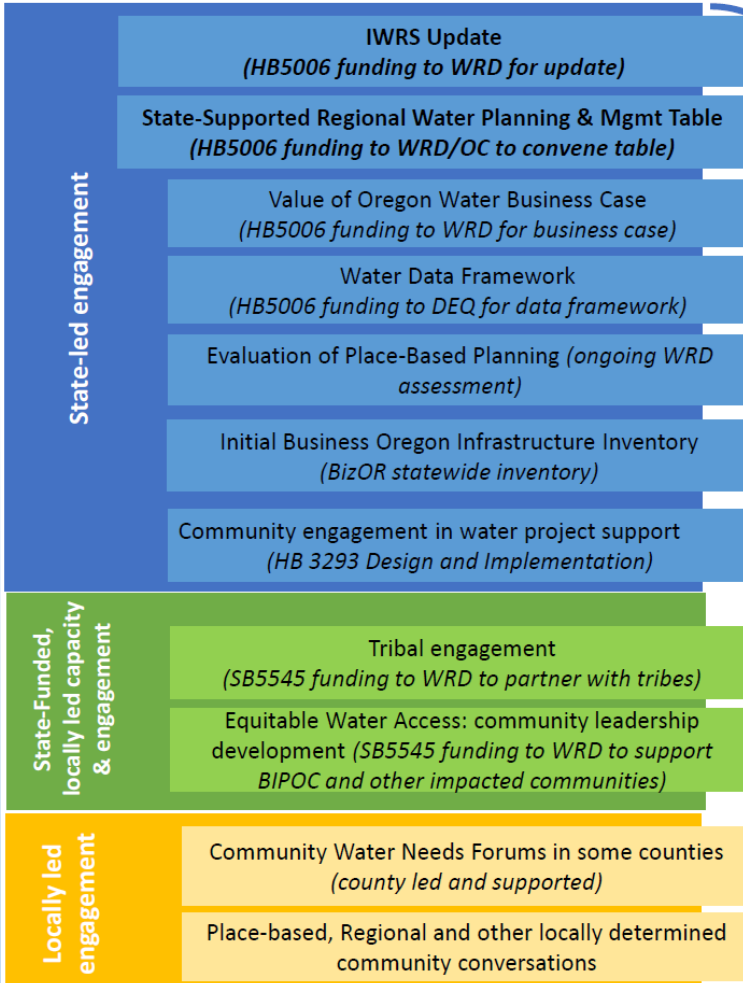 State-led engagement
IWRS Update
(HB5006 funding to WRD for update)
State-Supported Regional Water Planning & Mgmt Table
(HB5006 funding to WRD/OC to convene table)
Value of Oregon Water Business Case
(HB5006 funding to WRD for business case)
Water Data Framework
(HB5006 funding to DEQ for data framework)
Evaluation of Place-Based Planning (ongoing WRD
assessment)
Initial Business Oregon Infrastructure Inventory
(BizOR statewide inventory)
Community engagement in water project support
(HB 3293 Design and Implementation)
State-Funded,
locally led capacity
& engagement
Tribal engagement
(SB5545 funding to WRD to partner with tribes)
Equitable Water Access: community leadership
development (SB5545 funding to WRD to support
BIPOC and other impacted communities)
Locally led
engagement
Community Water Needs Forums in some counties
(county led and supported)
Place-based, Regional and other locally determined
community conversations